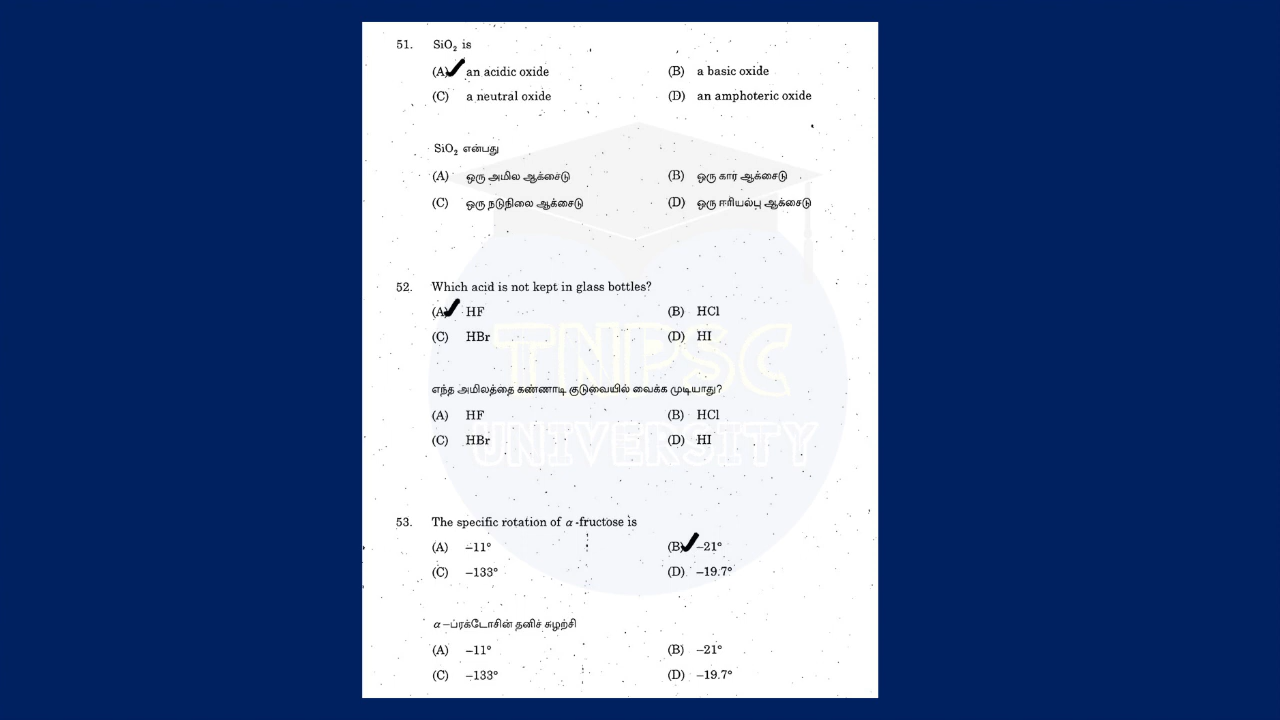 51. SiO₂ is
(A) an acidic oxide (B) a basic oxide
(C) a neutral oxide (D) an amphoteric oxide
SiO₂ என்பது
(A) ஒரு அமில ஆக்சைடு (B) ஒரு கார ஆக்சைடு
(C) ஒரு நடுநிலை ஆக்சைடு (D) ஒரு ஈரியல்பு ஆக்சைடு
52. Which acid is not kept in glass bottles?
(A) HF (B) HCl
(C) HBr (D) HI
TNPSC
எந்த அமிலத்தை கண்ணாடி குடுவையில் வைக்க முடியாது?
(A) HF (B) HCl
(C) HBr (D) HI
UNIVERSITY
53. The specific rotation of α-fructose is
(A) –11° (B) –21°
(C) –133° (D) –19.7°
α–ப்ரக்டோசின் தனிச் சுழற்சி
(A) –11° (B) –21°
(C) –133° (D) –19.7°